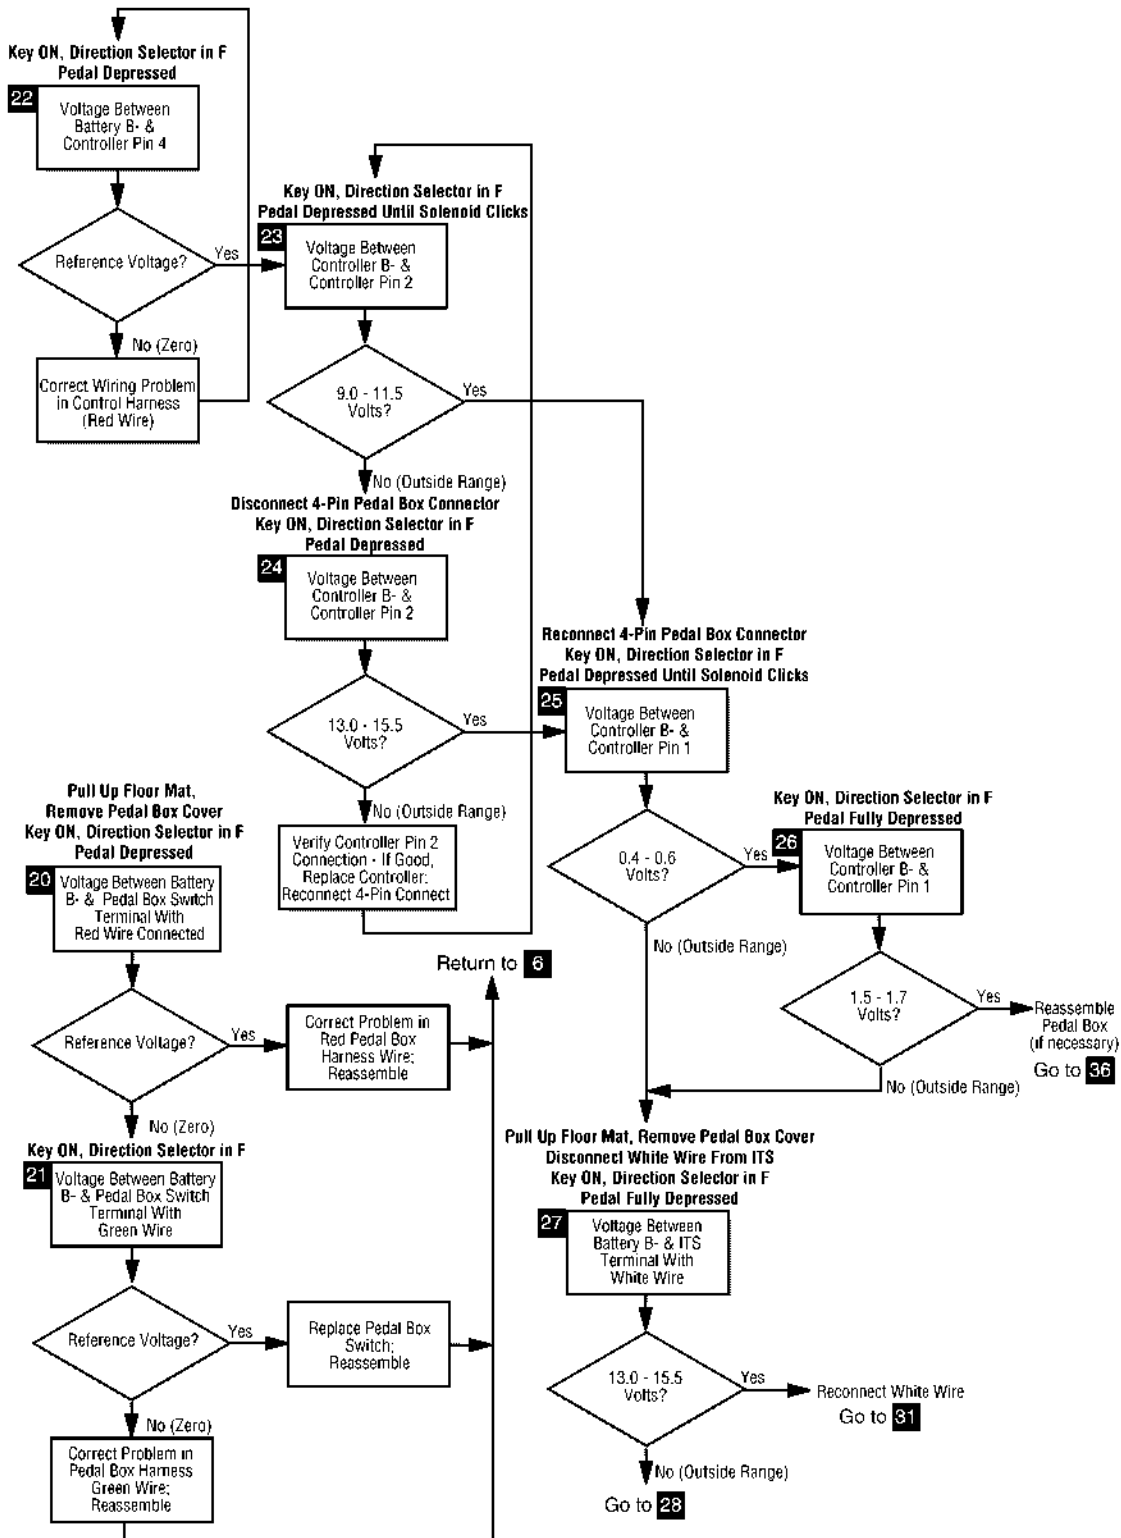 Key ON, Direction Selector in F
Pedal Depressed
22
Voltage Between
Battery B- &
Controller Pin 4
Reference Voltage?
Yes
No (Zero)
Correct Wiring Problem
in Control Harness
(Red Wire)
Key ON, Direction Selector in F
Pedal Depressed Until Solenoid Clicks
23
Voltage Between
Controller B- &
Controller Pin 2
9.0 - 11.5
Volts?
Yes
No (Outside Range)
Disconnect 4-Pin Pedal Box Connector
Key ON, Direction Selector in F
Pedal Depressed
24
Voltage Between
Controller B- &
Controller Pin 2
13.0 - 15.5
Volts?
Yes
No (Outside Range)
Verify Controller Pin 2
Connection - If Good,
Replace Controller;
Reconnect 4-Pin Connect
Reconnect 4-Pin Pedal Box Connector
Key ON, Direction Selector in F
Pedal Depressed Until Solenoid Clicks
25
Voltage Between
Controller B- &
Controller Pin 1
0.4 - 0.6
Volts?
Yes
No (Outside Range)
Key ON, Direction Selector in F
Pedal Fully Depressed
26
Voltage Between
Controller B- &
Controller Pin 1
1.5 - 1.7
Volts?
Yes
Reassemble
Pedal Box
(if necessary)
Go to 36
No (Outside Range)
Pull Up Floor Mat,
Remove Pedal Box Cover
Key ON, Direction Selector in F
Pedal Depressed
20
Voltage Between Battery
B- & Pedal Box Switch
Terminal With
Red Wire Connected
Reference Voltage?
Yes
Correct Problem in
Red Pedal Box
Harness Wire;
Reassemble
Return to 6
No (Zero)
Key ON, Direction Selector in F
21
Voltage Between Battery
B- & Pedal Box Switch
Terminal With
Green Wire
Reference Voltage?
Yes
Replace Pedal Box
Switch;
Reassemble
No (Zero)
Correct Problem in
Pedal Box Harness
Green Wire;
Reassemble
Pull Up Floor Mat, Remove Pedal Box Cover
Disconnect White Wire From ITS
Key ON, Direction Selector in F
Pedal Fully Depressed
27
Voltage Between
Battery B- & ITS
Terminal With
White Wire
13.0 - 15.5
Volts?
Yes
Reconnect White Wire
Go to 31
No (Outside Range)
Go to 28